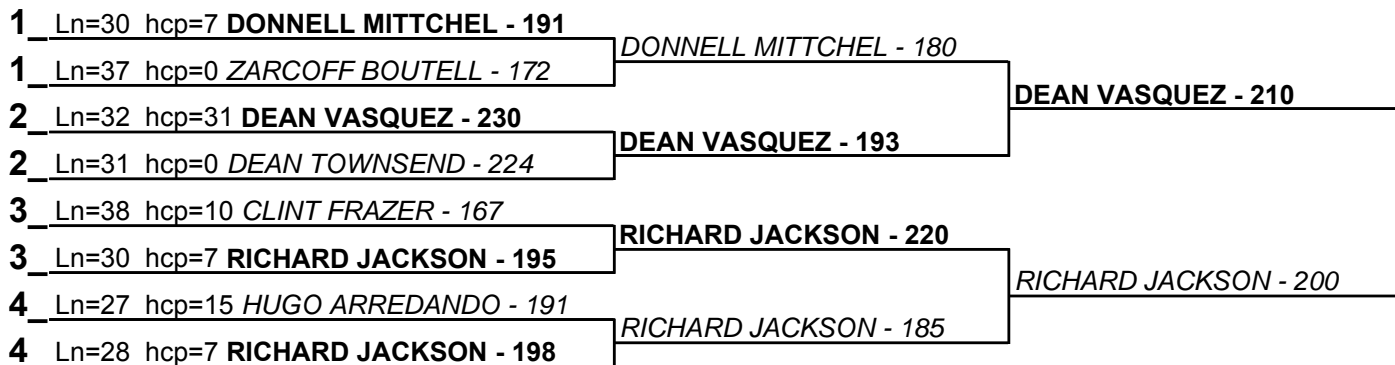 1_ Ln=30 hcp=7 DONNELL MITTCHEL - 191
DONNELL MITTCHEL - 180
1_ Ln=37 hcp=0 ZARCOFF BOUTELL - 172
DEAN VASQUEZ - 210
2_ Ln=32 hcp=31 DEAN VASQUEZ - 230
DEAN VASQUEZ - 193
2_ Ln=31 hcp=0 DEAN TOWNSEND - 224
3_ Ln=38 hcp=10 CLINT FRAZER - 167
RICHARD JACKSON - 220
3_ Ln=30 hcp=7 RICHARD JACKSON - 195
RICHARD JACKSON - 200
4_ Ln=27 hcp=15 HUGO ARREDANDO - 191
RICHARD JACKSON - 185
4 Ln=28 hcp=7 RICHARD JACKSON - 198